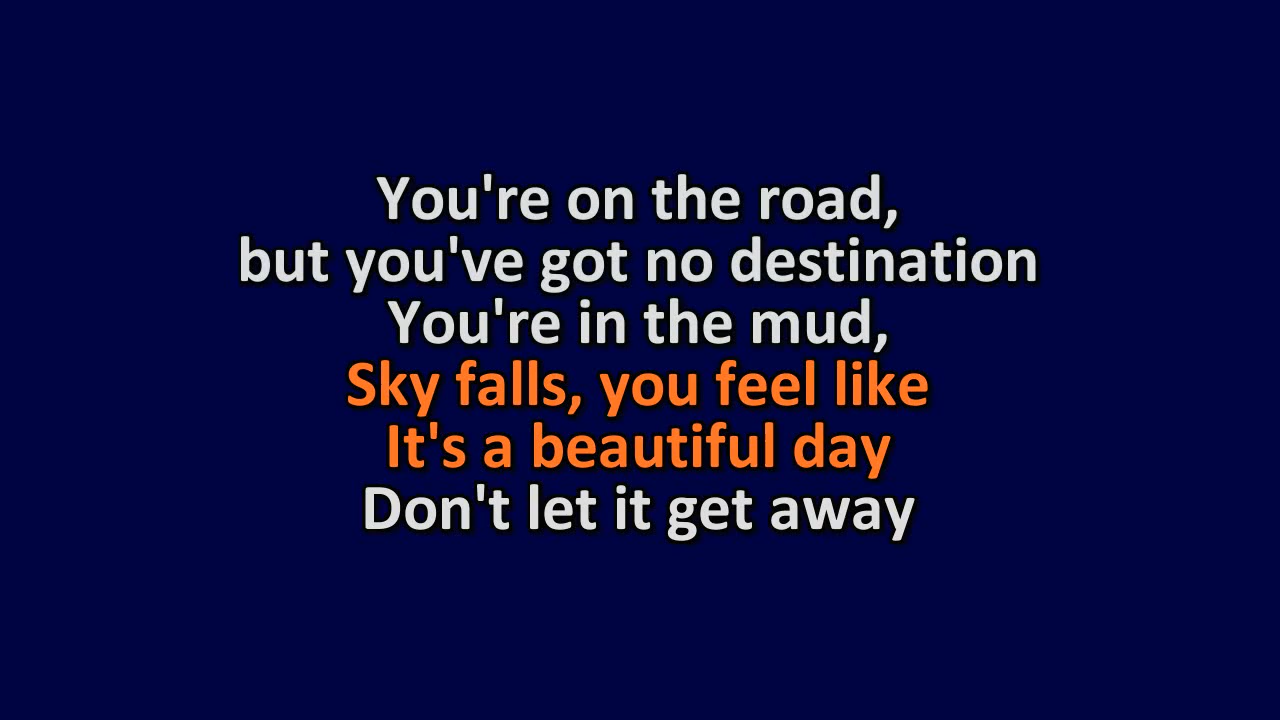 You're on the road,
but you've got no destination
You're in the mud,
Sky falls, you feel like
It's a beautiful day
Don't let it get away